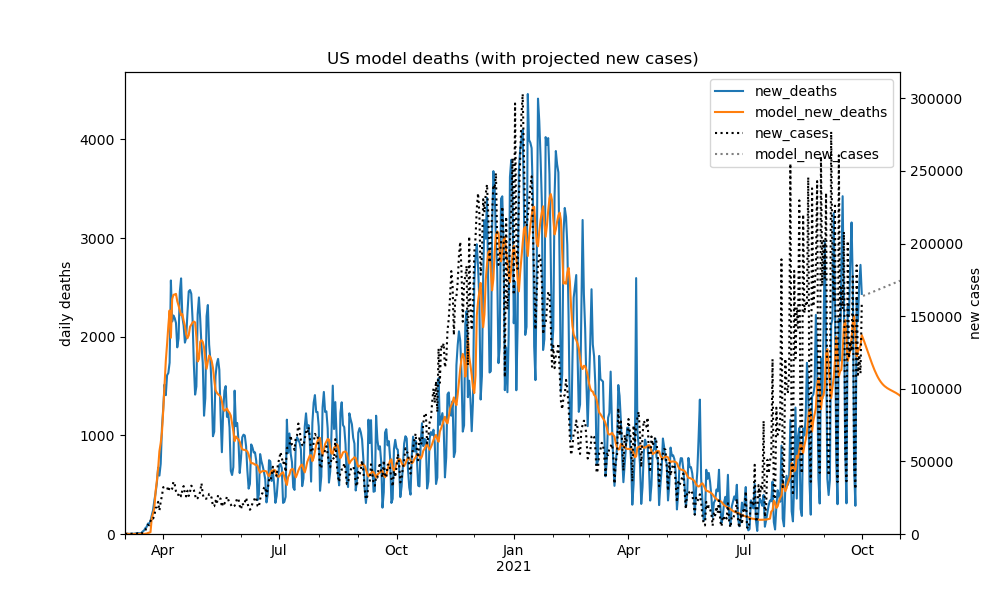 US model deaths (with projected new cases)
new_deaths
model_new_deaths
new_cases
model_new_cases
4000
3000
2000
1000
0
daily deaths
300000
250000
200000
150000
100000
50000
0
new cases
Apr
Jul
Oct
Jan
2021
Apr
Jul
Oct